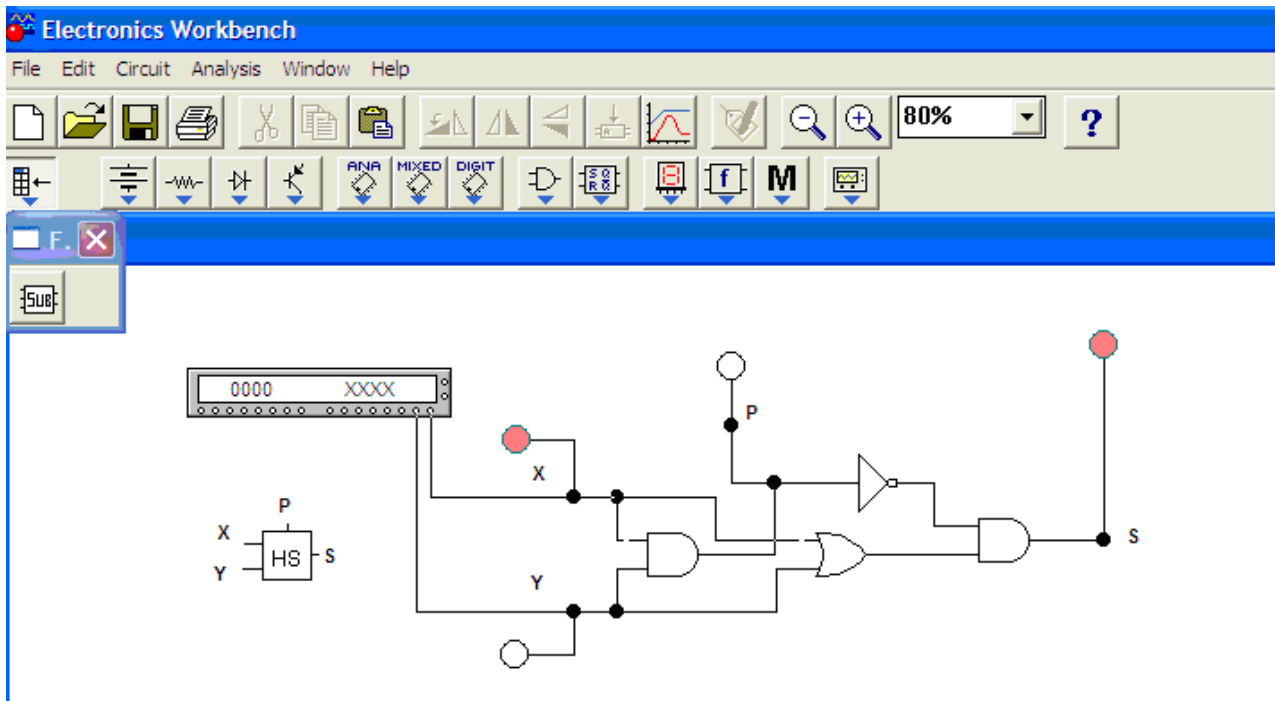 Electronics Workbench
File Edit Circuit Analysis Window Help
80% ?
ANA MIXED DIGIT S Q R Q f M
F.
SUB
0000 XXXX
P
X
P
X
HS S
Y
Y
S